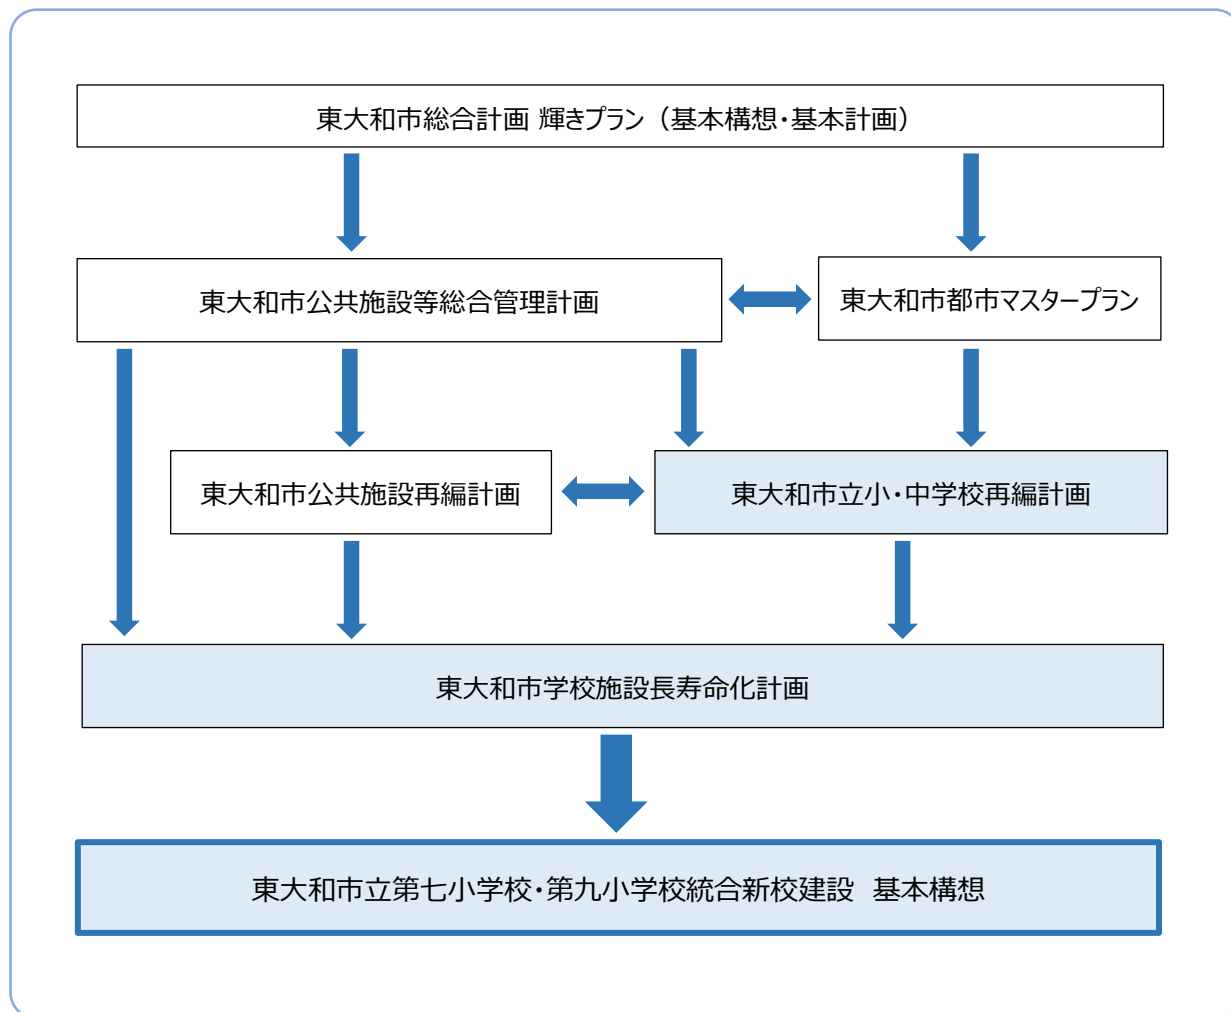 東大和市総合計画 輝きプラン（基本構想・基本計画）
東大和市公共施設等総合管理計画
東大和市都市マスタープラン
東大和市公共施設再編計画
東大和市立小・中学校再編計画
東大和市学校施設長寿命化計画
東大和市立第七小学校・第九小学校統合新校建設　基本構想